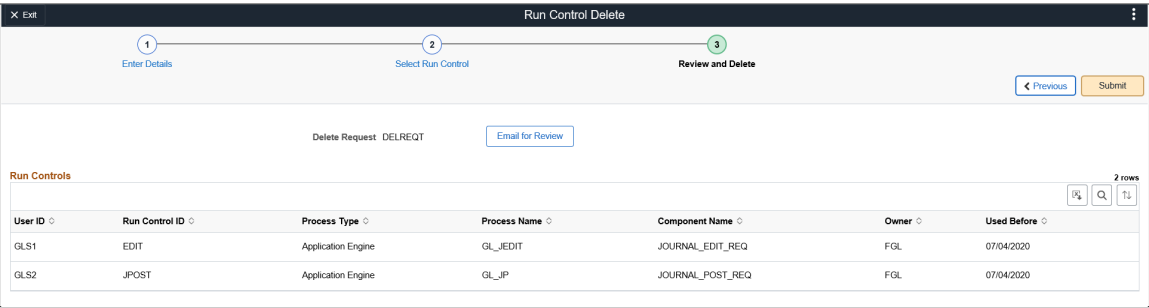 Exit
Run Control Delete
1
2
3
Enter Details
Select Run Control
Review and Delete
Previous
Submit
Delete Request DELREQT
Email for Review
Run Controls
2 rows
User ID Run Control ID Process Type Process Name Component Name Owner Used Before
GLS1 EDIT Application Engine GL_JEDIT JOURNAL_EDIT_REQ FGL 07/04/2020
GLS2 JPOST Application Engine GL_JP JOURNAL_POST_REQ FGL 07/04/2020